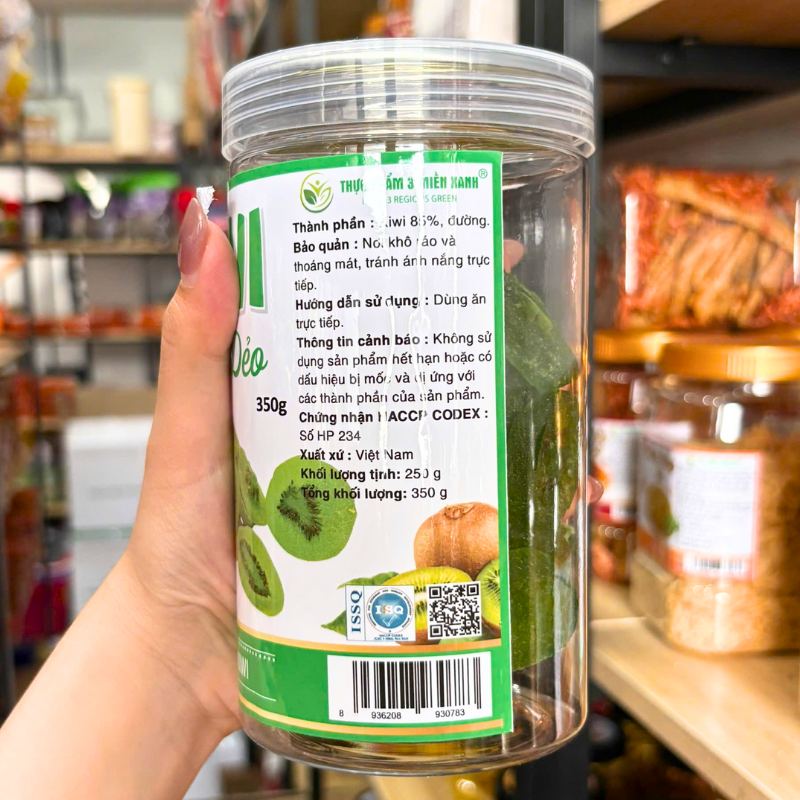 THỰC PHẨM 3 MIỀN XANH®
3 REGIONS GREEN
Thành phần : Kiwi 85%, đường.
Bảo quản : Nơi khô ráo và
thoáng mát, tránh ánh nắng trực
tiếp.
Hướng dẫn sử dụng : Dùng ăn
trực tiếp.
Thông tin cảnh báo : Không sử
dụng sản phẩm hết hạn hoặc có
dấu hiệu bị mốc và dị ứng với
các thành phần của sản phẩm.
Chứng nhận HACCP CODEX :
Số HP 234
Xuất xứ : Việt Nam
Khối lượng tịnh: 250 g
Tổng khối lượng: 350 g
Dẻo
350g
ISSQ
ISSQ
HACCP CODEX
8 936208 930783